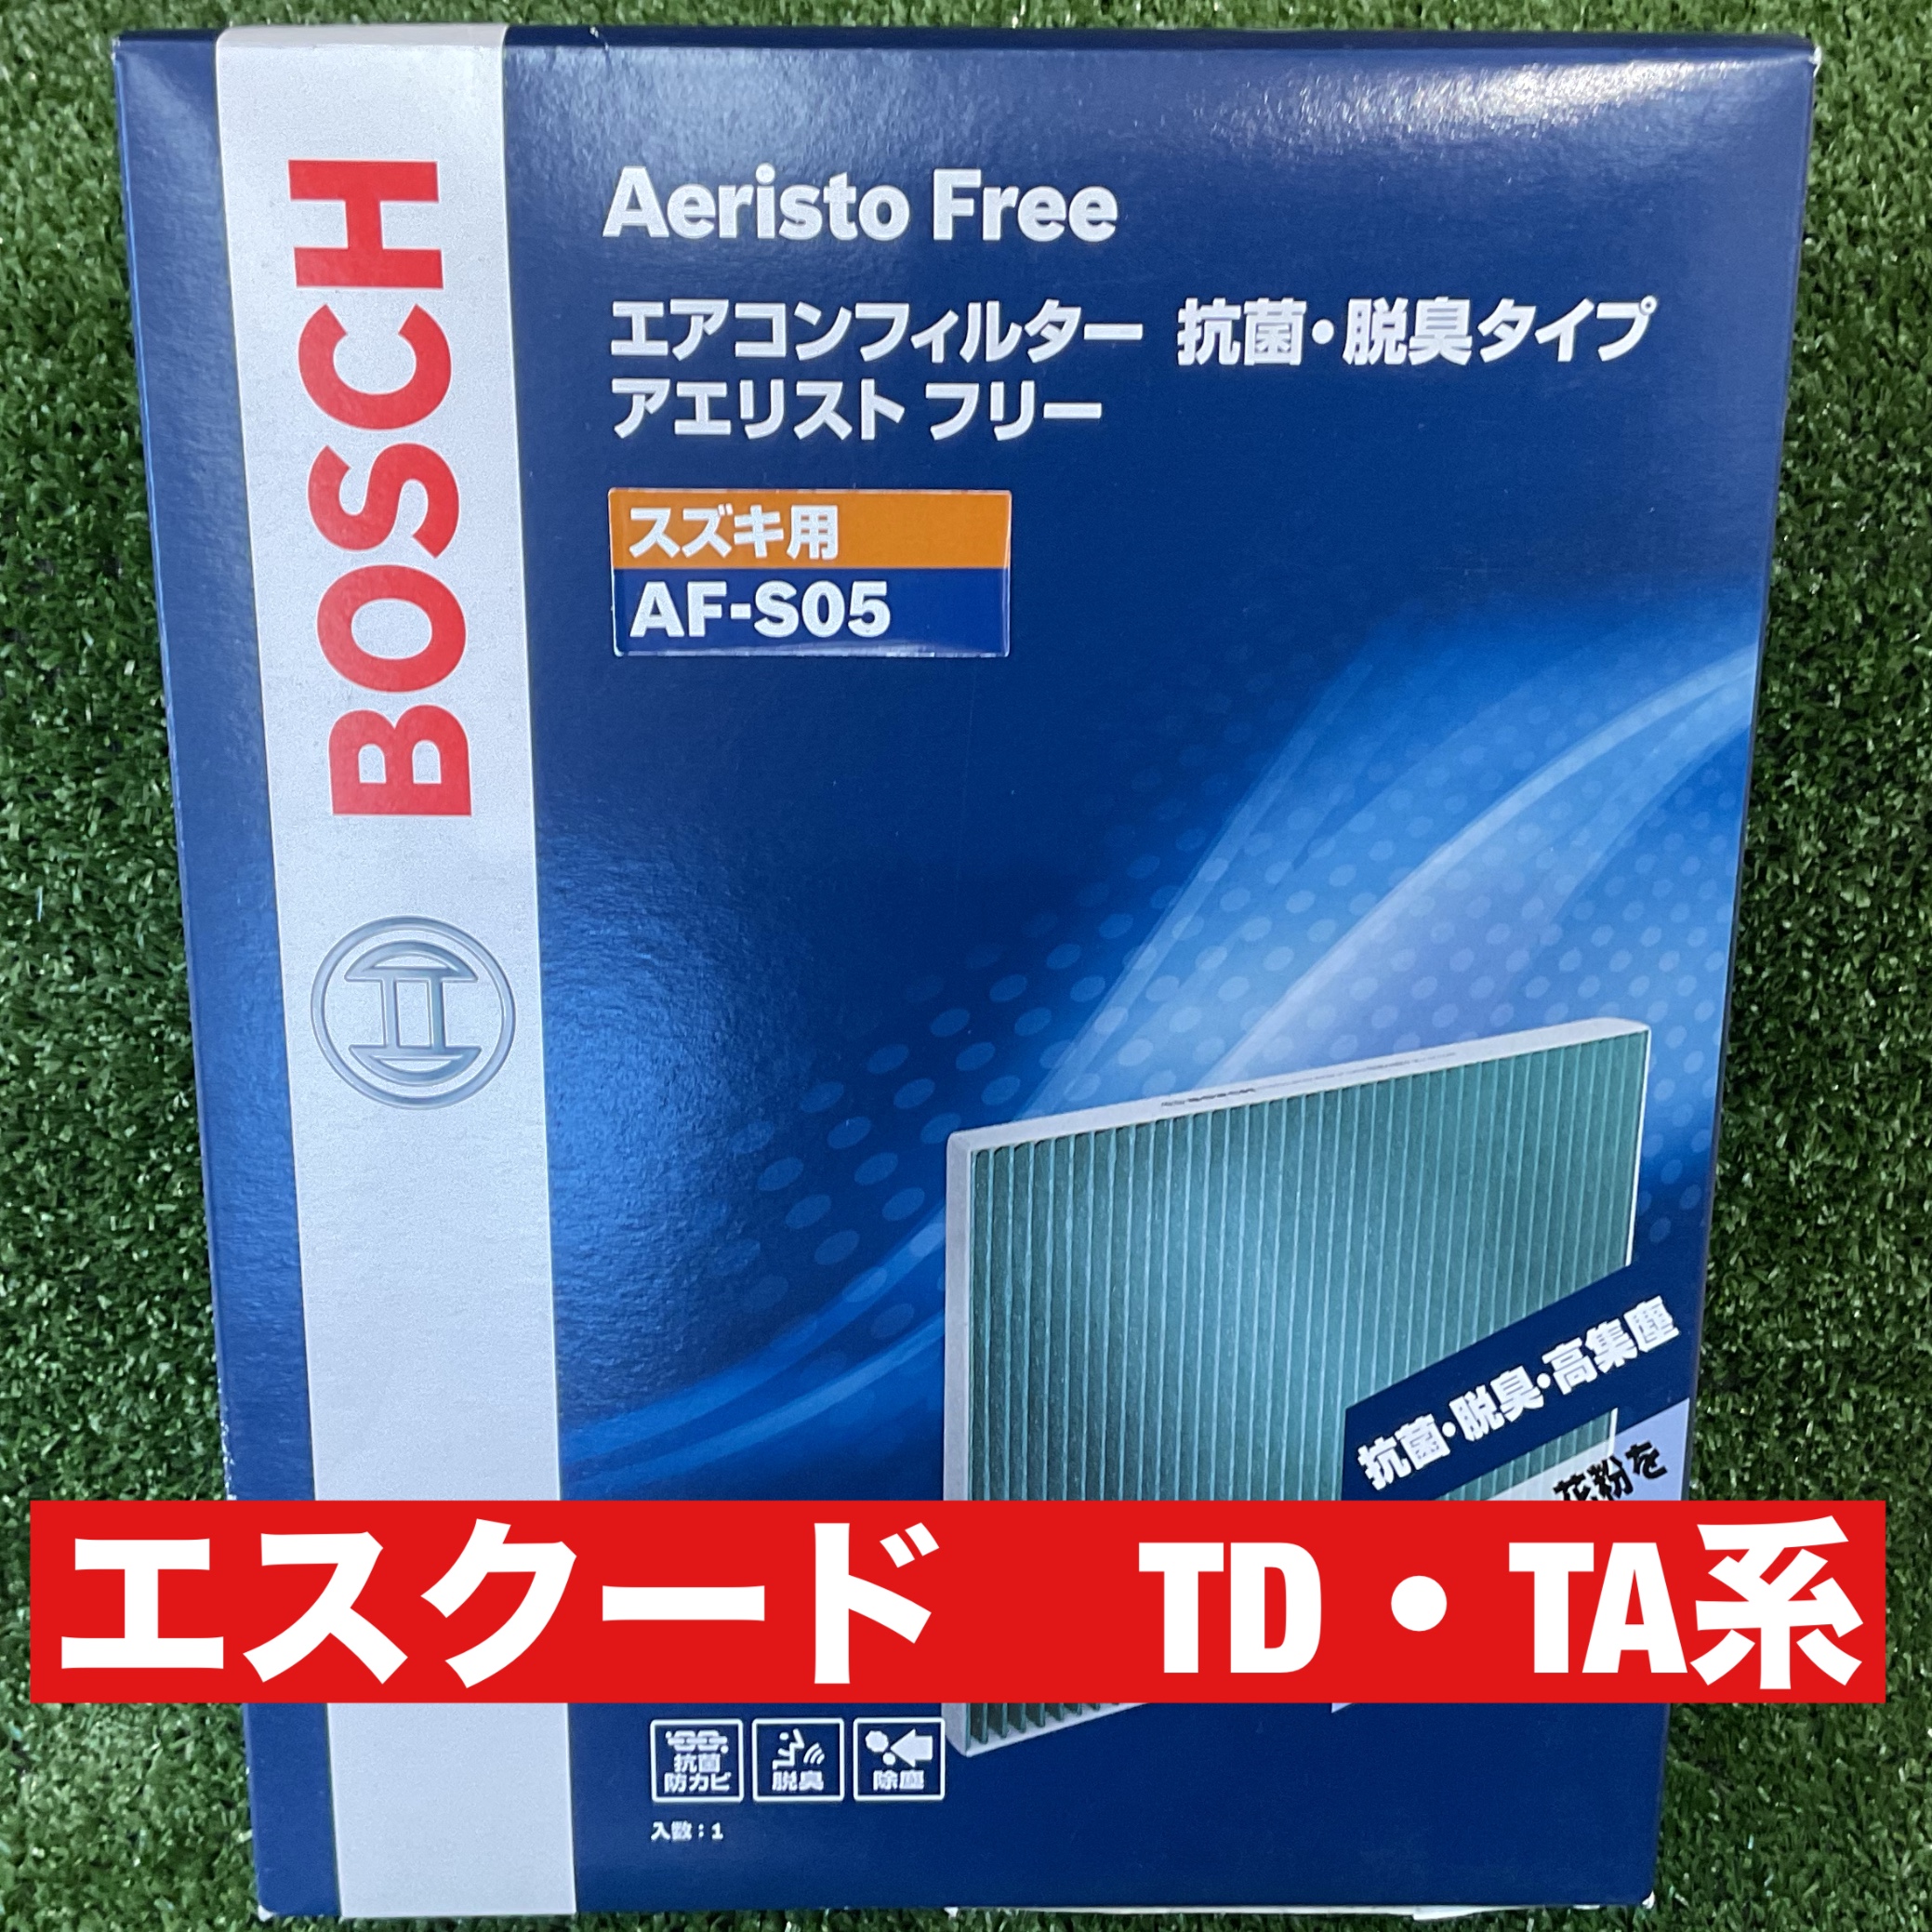 BOSCH
Aeristo Free
エアコンフィルター 抗菌・脱臭タイプ
アエリスト フリー
スズキ用
AF-S05
抗菌・脱臭・高集塵
花粉を
エスクード TD・TA系
抗菌
防カビ
脱臭
除塵
入数：1